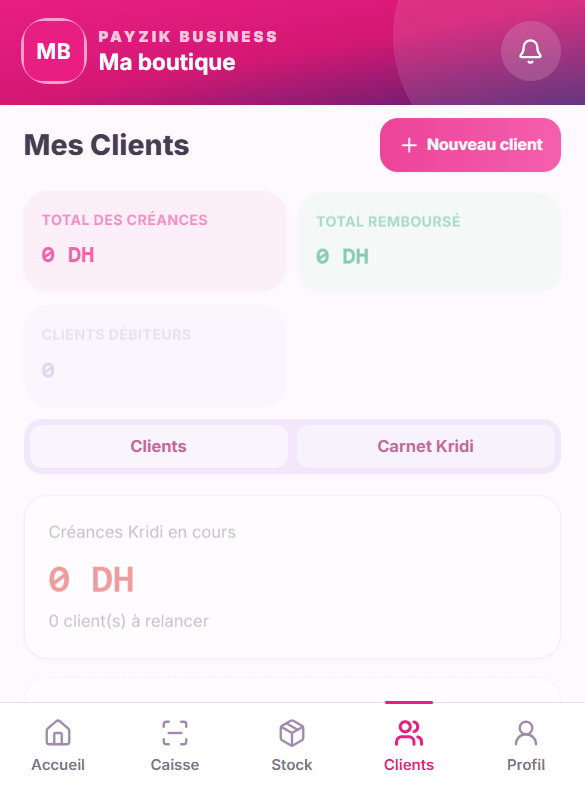 MB
PAYZIK BUSINESS
Ma boutique
Mes Clients
Nouveau client
TOTAL DES CRÉANCES
0 DH
TOTAL REMBOURSÉ
0 DH
CLIENTS DÉBITEURS
0
Clients
Carnet Kridi
Créances Kridi en cours
0 DH
0 client(s) à relancer
Accueil
Caisse
Stock
Clients
Profil